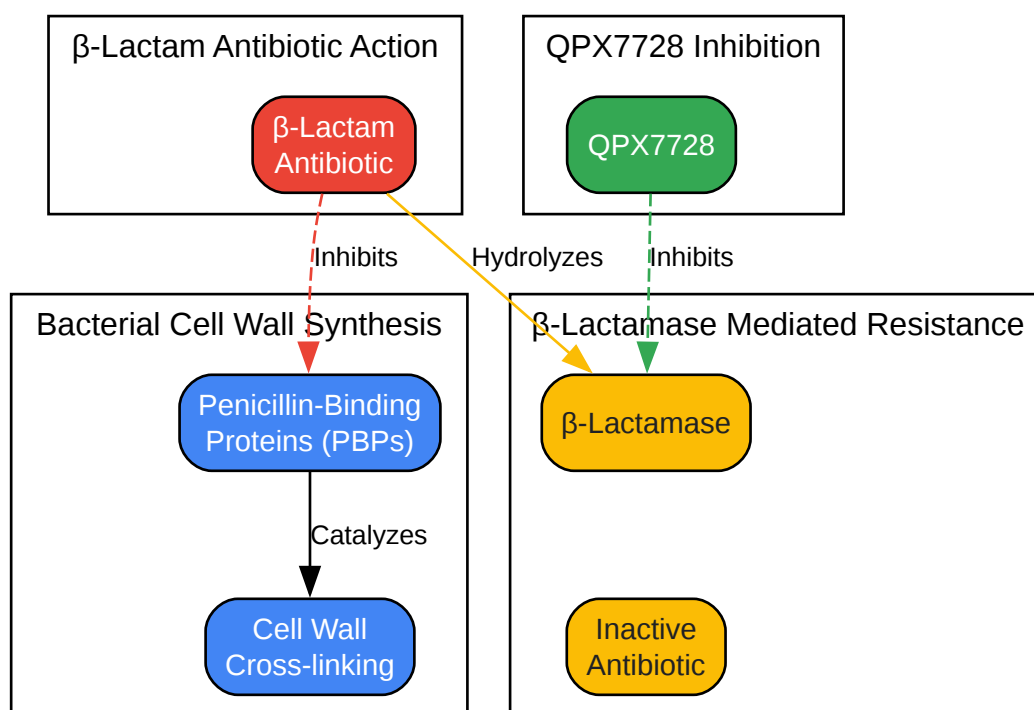 β-Lactam Antibiotic Action
QPX7728 Inhibition
β-Lactam
Antibiotic
QPX7728
Inhibits
Hydrolyzes
Inhibits
Bacterial Cell Wall Synthesis
β-Lactamase Mediated Resistance
Penicillin-Binding
Proteins (PBPs)
β-Lactamase
Catalyzes
Cell Wall
Cross-linking
Inactive
Antibiotic